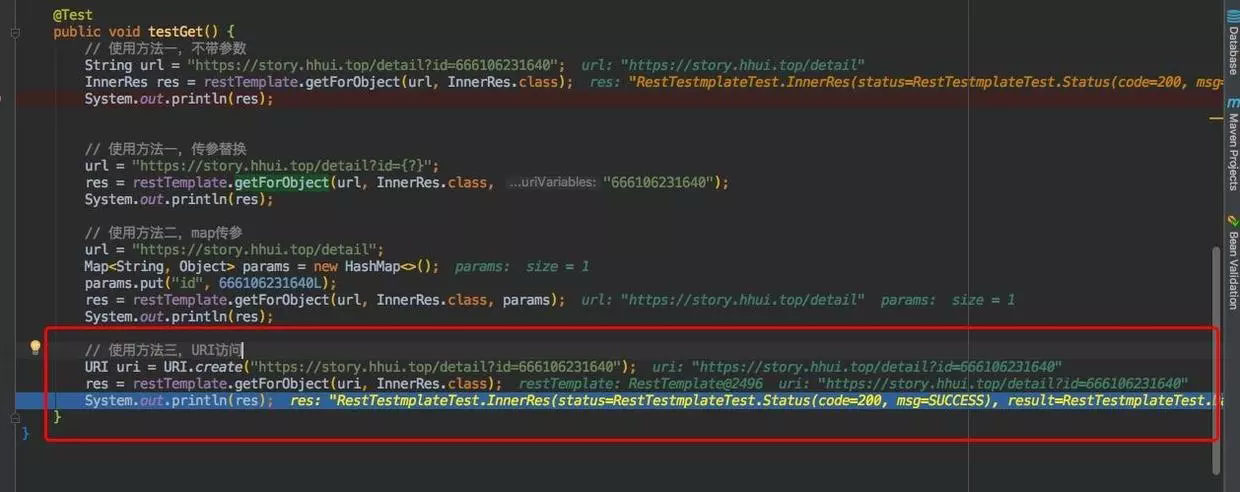 @Test
public void testGet() {
// 使用方法一，不带参数
String url = "https://story.hhui.top/detail?id=666106231640"; url: "https://story.hhui.top/detail"
InnerRes res = restTemplate.getForObject(url, InnerRes.class); res: "RestTestmplateTest.InnerRes(status=RestTestmplateTest.Status(code=200, msg=
System.out.println(res);
// 使用方法一，传参替换
url = "https://story.hhui.top/detail?id={?}";
res = restTemplate.getForObject(url, InnerRes.class, ...uriVariables: "666106231640");
System.out.println(res);
// 使用方法二，map传参
url = "https://story.hhui.top/detail";
Map<String, Object> params = new HashMap<>(); params: size = 1
params.put("id", 666106231640L);
res = restTemplate.getForObject(url, InnerRes.class, params); url: "https://story.hhui.top/detail" params: size = 1
System.out.println(res);
// 使用方法三，URI访问
URI uri = URI.create("https://story.hhui.top/detail?id=666106231640"); uri: "https://story.hhui.top/detail?id=666106231640"
res = restTemplate.getForObject(uri, InnerRes.class); restTemplate: RestTemplate@2496 uri: "https://story.hhui.top/detail?id=666106231640"
System.out.println(res); res: "RestTestmplateTest.InnerRes(status=RestTestmplateTest.Status(code=200, msg=SUCCESS), result=RestTestmplateTest.
}
}
Database
m Maven Projects
Bean Validation